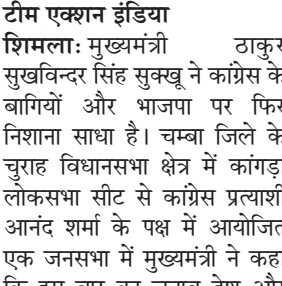 टीम एक्शन इंडिया
शिमला: मुख्यमंत्री ठाकुर
सुखविन्दर सिंह सुक्खू ने कांग्रेस के
बागियों और भाजपा पर फिर
निशाना साधा है। चम्बा जिले के
चुराह विधानसभा क्षेत्र में कांगड़ा
लोकसभा सीट से कांग्रेस प्रत्याशी
आनंद शर्मा के पक्ष में आयोजित
एक जनसभा में मुख्यमंत्री ने कहा